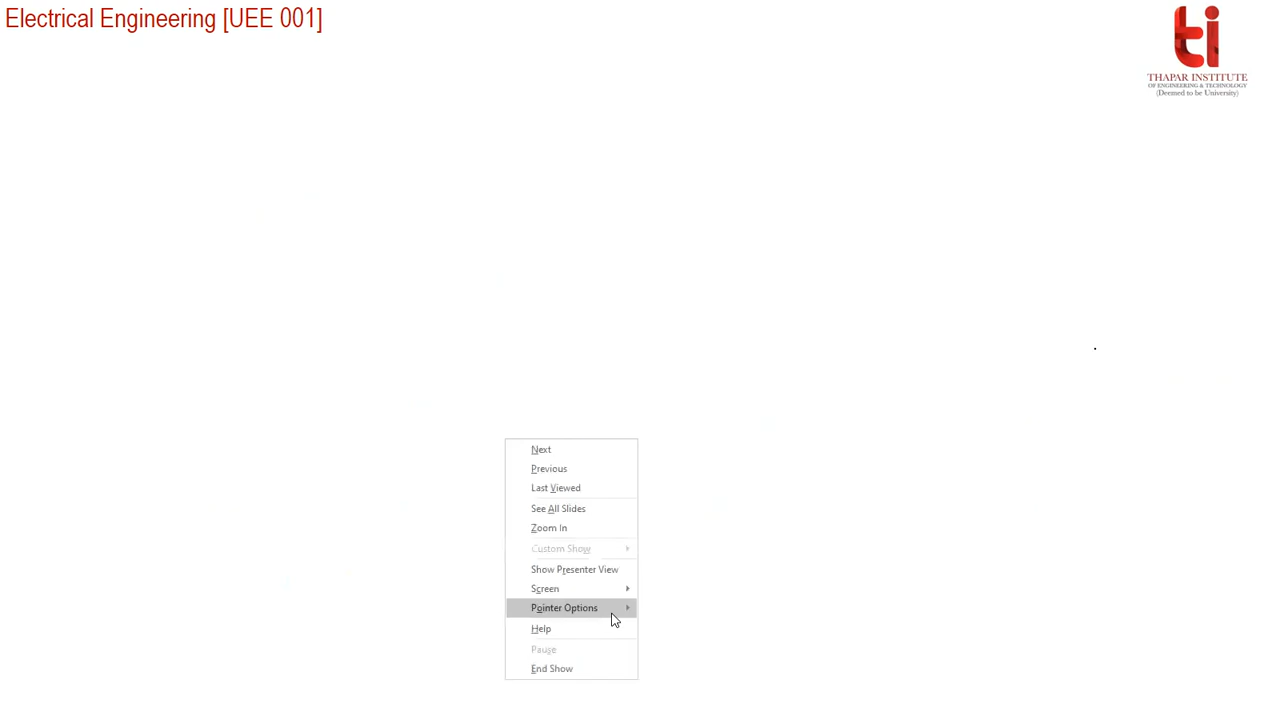 Electrical Engineering [UEE 001]
ti
THAPAR INSTITUTE
OF ENGINEERING & TECHNOLOGY
(Deemed to be University)
Next
Previous
Last Viewed
See All Slides
Zoom In
Custom Show
Show Presenter View
Screen
Pointer Options
Help
Pause
End Show